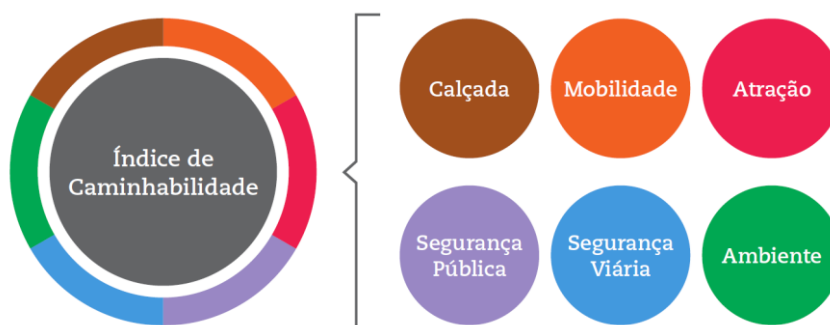 Índice de
Caminhabilidade
Calçada
Mobilidade
Atração
Segurança
Pública
Segurança
Viária
Ambiente